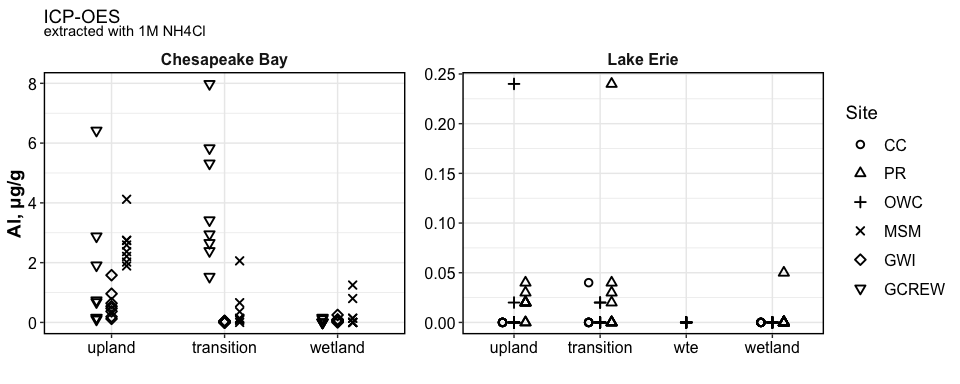 ICP-OES
extracted with 1M NH4Cl
Chesapeake Bay
Lake Erie
Al, µg/g
8
6
4
2
0
upland
transition
wetland
0.25
0.20
0.15
0.10
0.05
0.00
upland
transition
wte
wetland
Site
CC
PR
OWC
MSM
GWI
GCREW